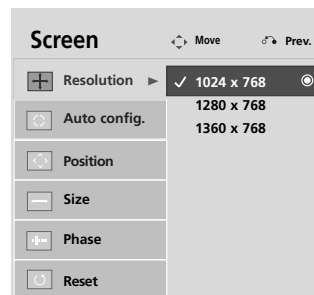 Screen
Move Prev.
Resolution
1024 x 768
1280 x 768
1360 x 768
Auto config.
Position
Size
Phase
Reset